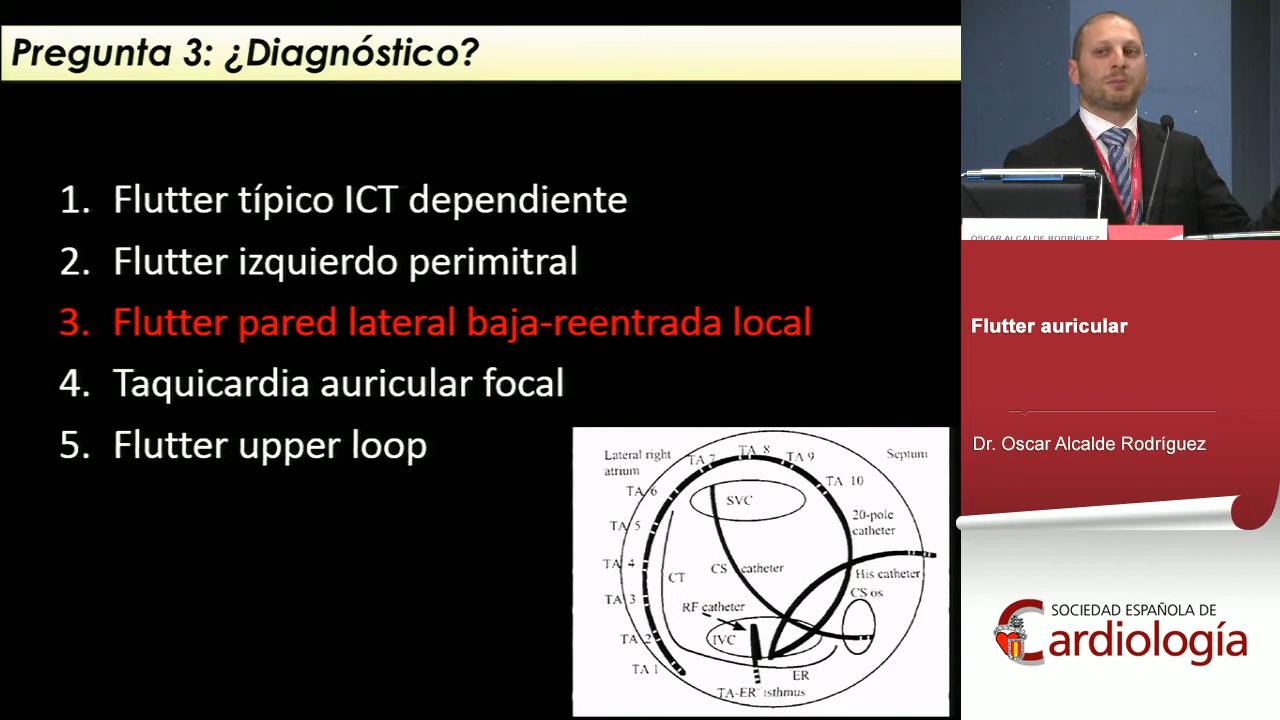 Pregunta 3: ¿Diagnóstico?
1. Flutter típico ICT dependiente
2. Flutter izquierdo perimitral
3. Flutter pared lateral baja-reentrada local
4. Taquicardia auricular focal
5. Flutter upper loop
Lateral right
atrium
Septum
TA 7
TA 8
TA 9
TA 6
TA 10
SVC
TA 5
20-pole
catheter
TA 4
CT
CS catheter
His catheter
CS os
TA 3
RF catheter
TA 2
IVC
TA 1
ER
TA-ER isthmus
ÓSCAR ALCALDE RODRÍGUEZ
Flutter auricular
Dr. Oscar Alcalde Rodríguez
SOCIEDAD ESPAÑOLA DE
Cardiología